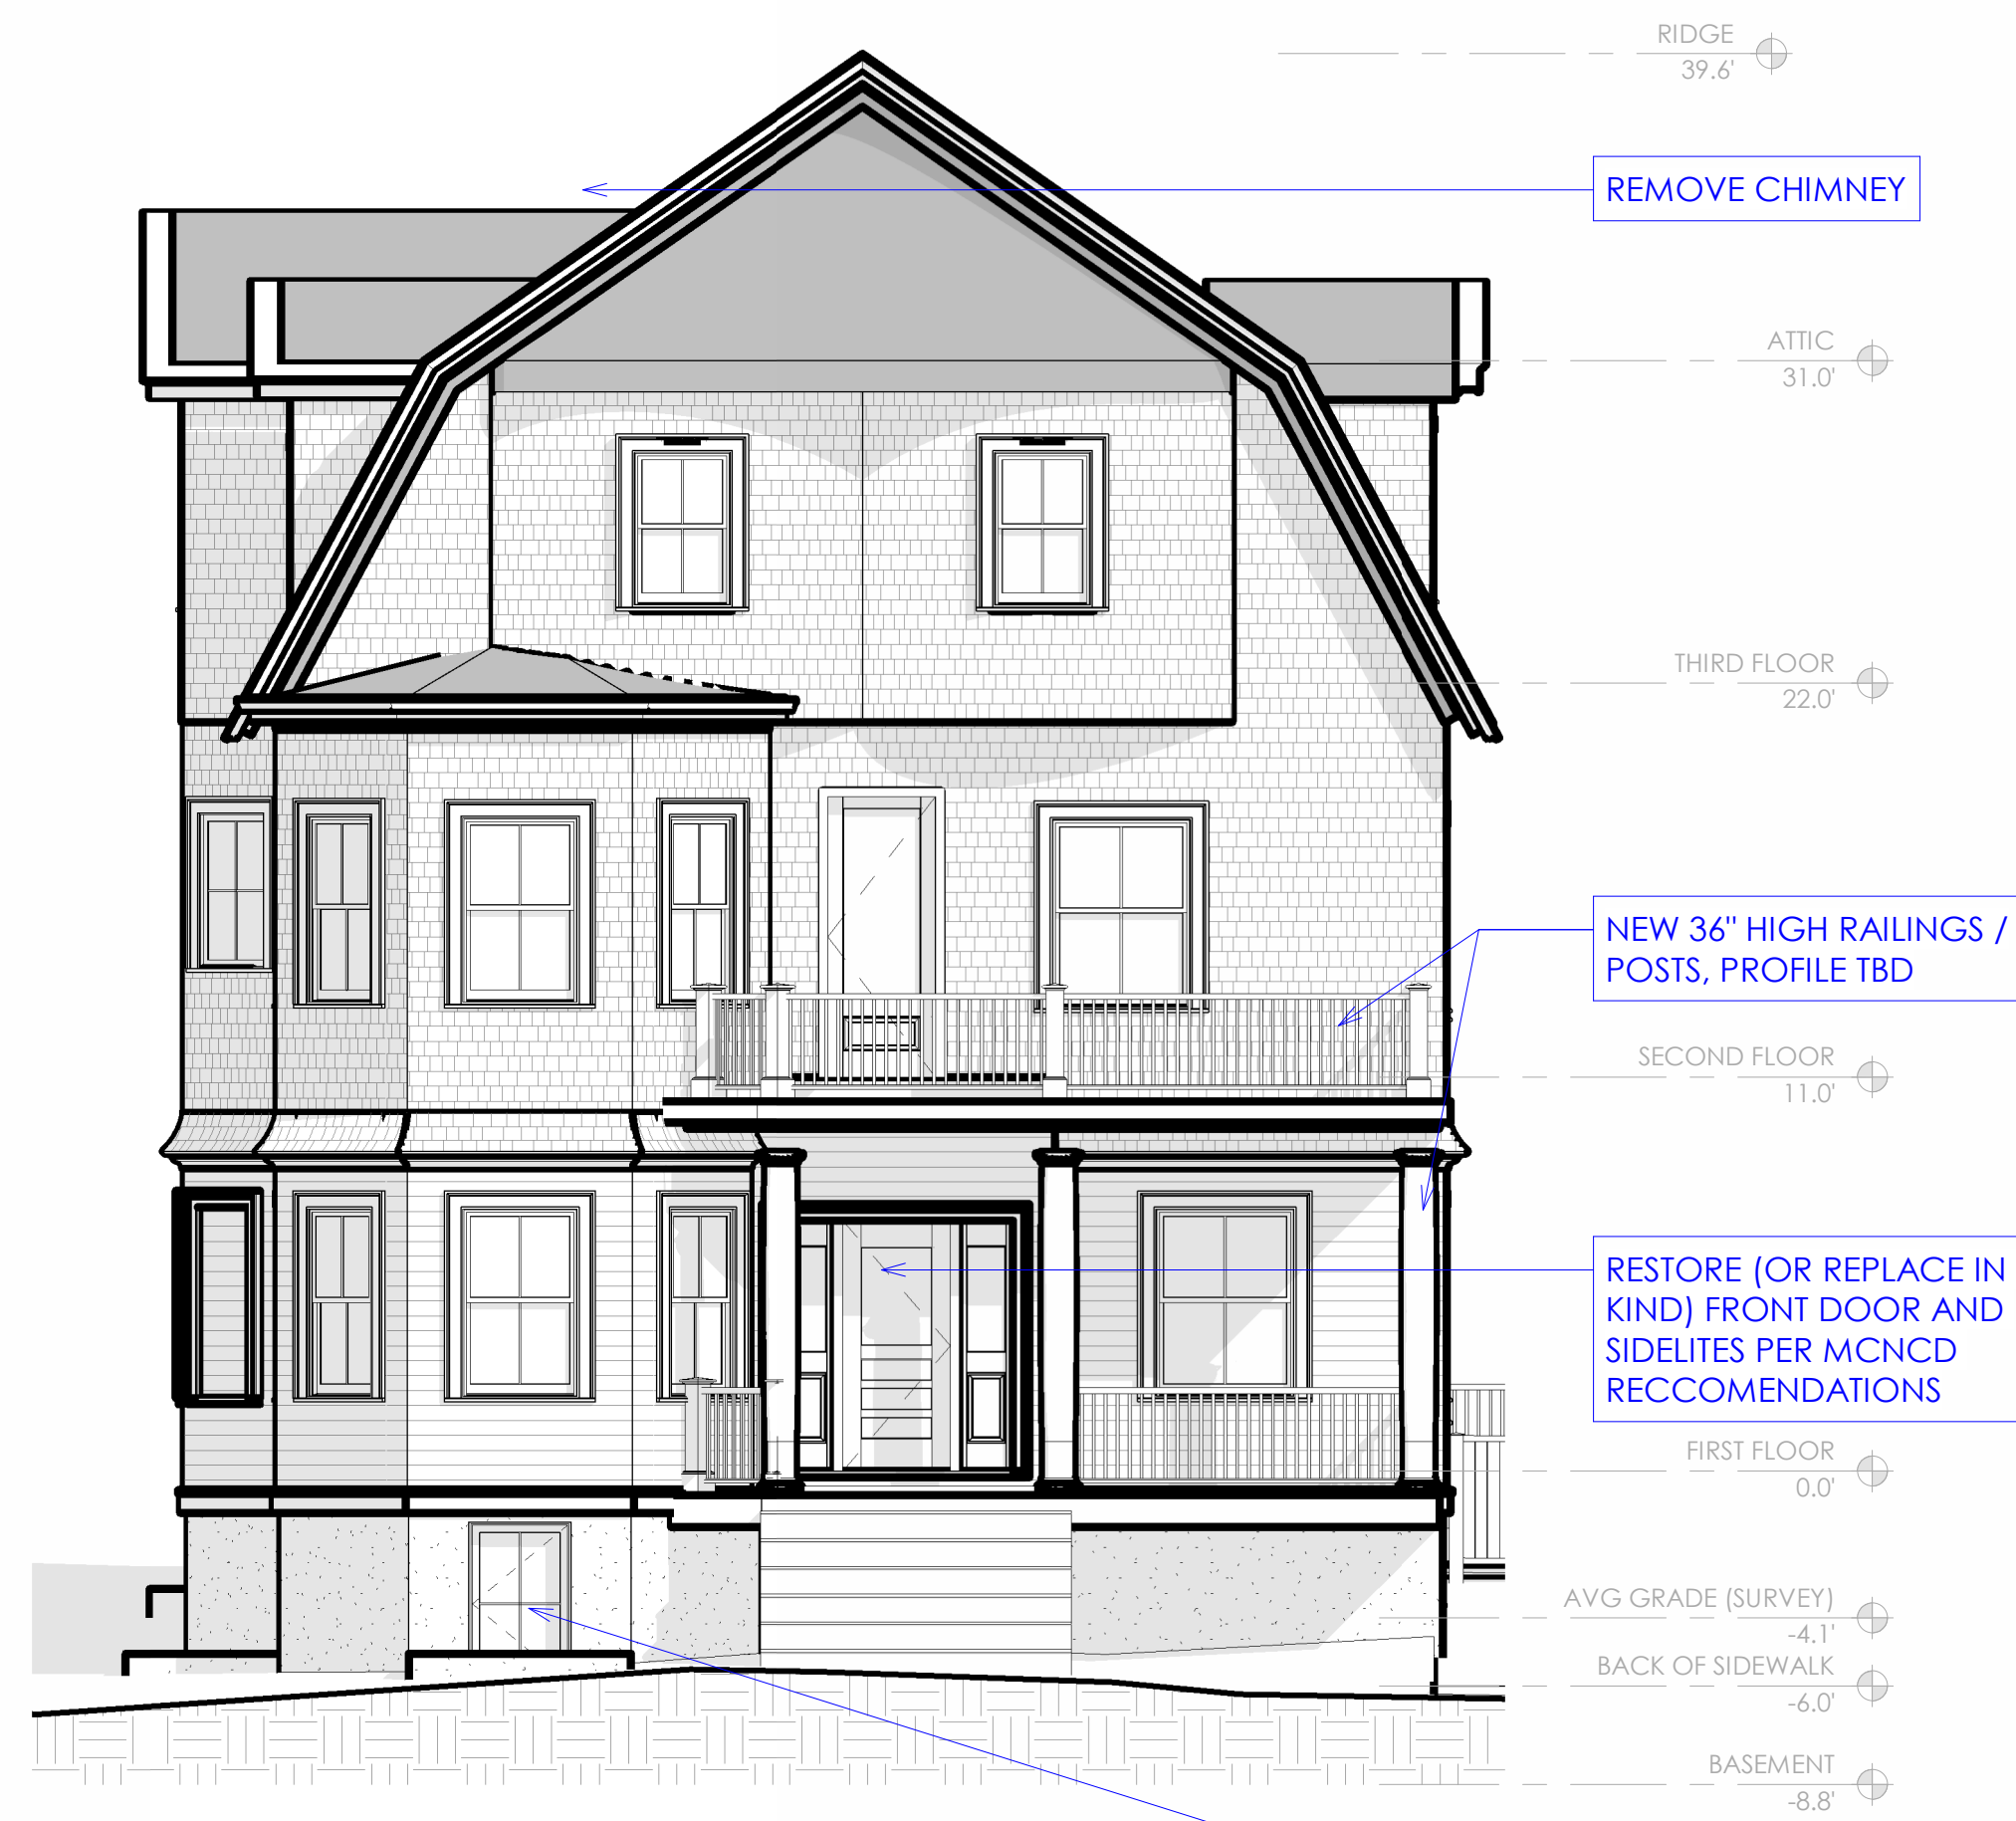 RIDGE
39.6'
REMOVE CHIMNEY
ATTIC
31.0'
THIRD FLOOR
22.0'
NEW 36" HIGH RAILINGS /
POSTS, PROFILE TBD
SECOND FLOOR
11.0'
RESTORE (OR REPLACE IN
KIND) FRONT DOOR AND
SIDELITES PER MCNCD
RECCOMENDATIONS
FIRST FLOOR
0.0'
AVG GRADE (SURVEY)
-4.1'
BACK OF SIDEWALK
-6.0'
BASEMENT
-8.8'